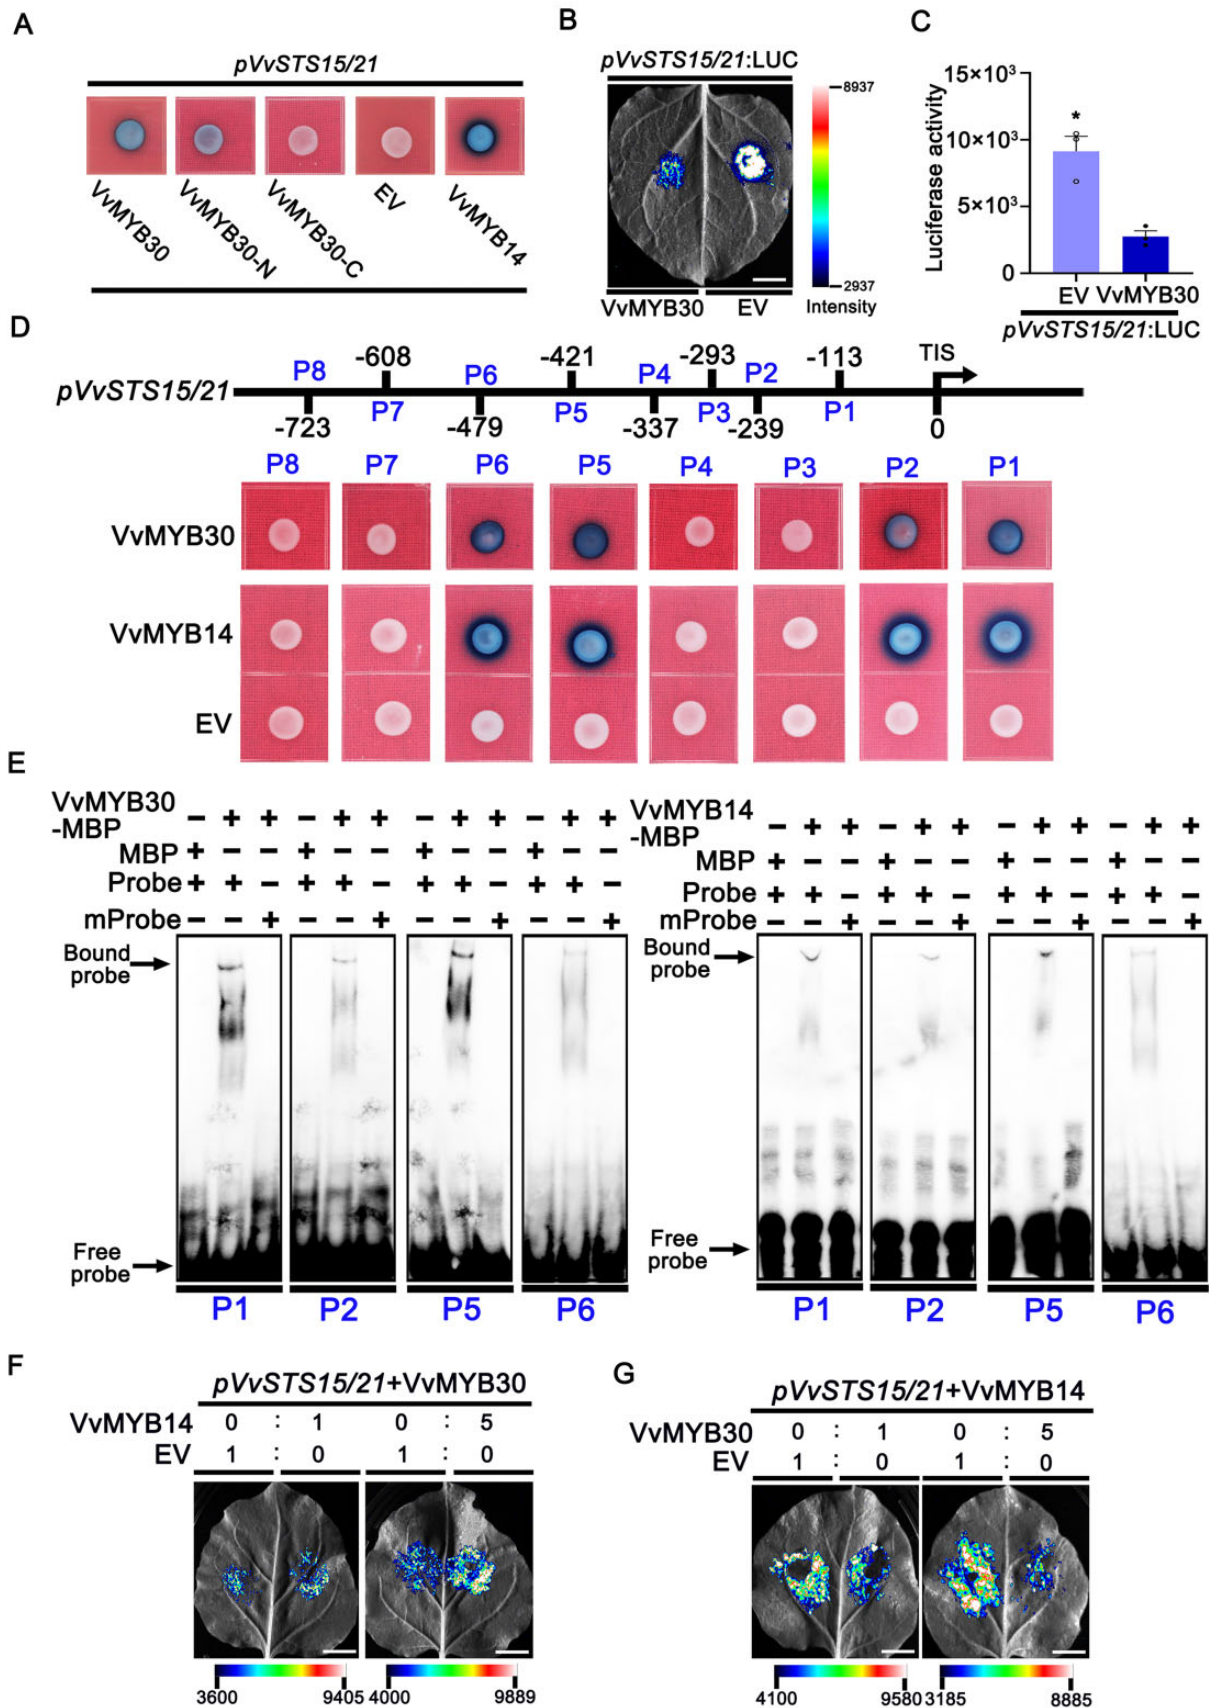 A
pVvSTS15/21
VvMYB30
VvMYB30-N
VvMYB30-C
EV
VvMYB14
B
pVvSTS15/21:LUC
8937
2937
Intensity
VvMYB30
EV
C
Luciferase activity
15×10³
10×10³
5×10³
0
*
EV VvMYB30
pVvSTS15/21:LUC
D
pVvSTS15/21
P8 -608 P6 -421 P4 -293 P2 -113 TIS
-723 P7 -479 P5 -337 P3 -239 P1 0
P8 P7 P6 P5 P4 P3 P2 P1
VvMYB30
VvMYB14
EV
E
VvMYB30
-MBP − + + − + + − + + − + +
MBP + − − + − − + − − + − −
Probe + + − + + − + + − + + −
mProbe − − + − − + − − + − − +
Bound
probe
Free
probe
P1 P2 P5 P6
VvMYB14
-MBP − + + − + + − + + − + +
MBP + − − + − − + − − + − −
Probe + + − + + − + + − + + −
mProbe − − + − − + − − + − − +
Bound
probe
Free
probe
P1 P2 P5 P6
F
pVvSTS15/21+VvMYB30
VvMYB14 0 : 1 0 : 5
EV 1 : 0 1 : 0
3600 9405 4000 9889
G
pVvSTS15/21+VvMYB14
VvMYB30 0 : 1 0 : 5
EV 1 : 0 1 : 0
4100 9580 3185 8885